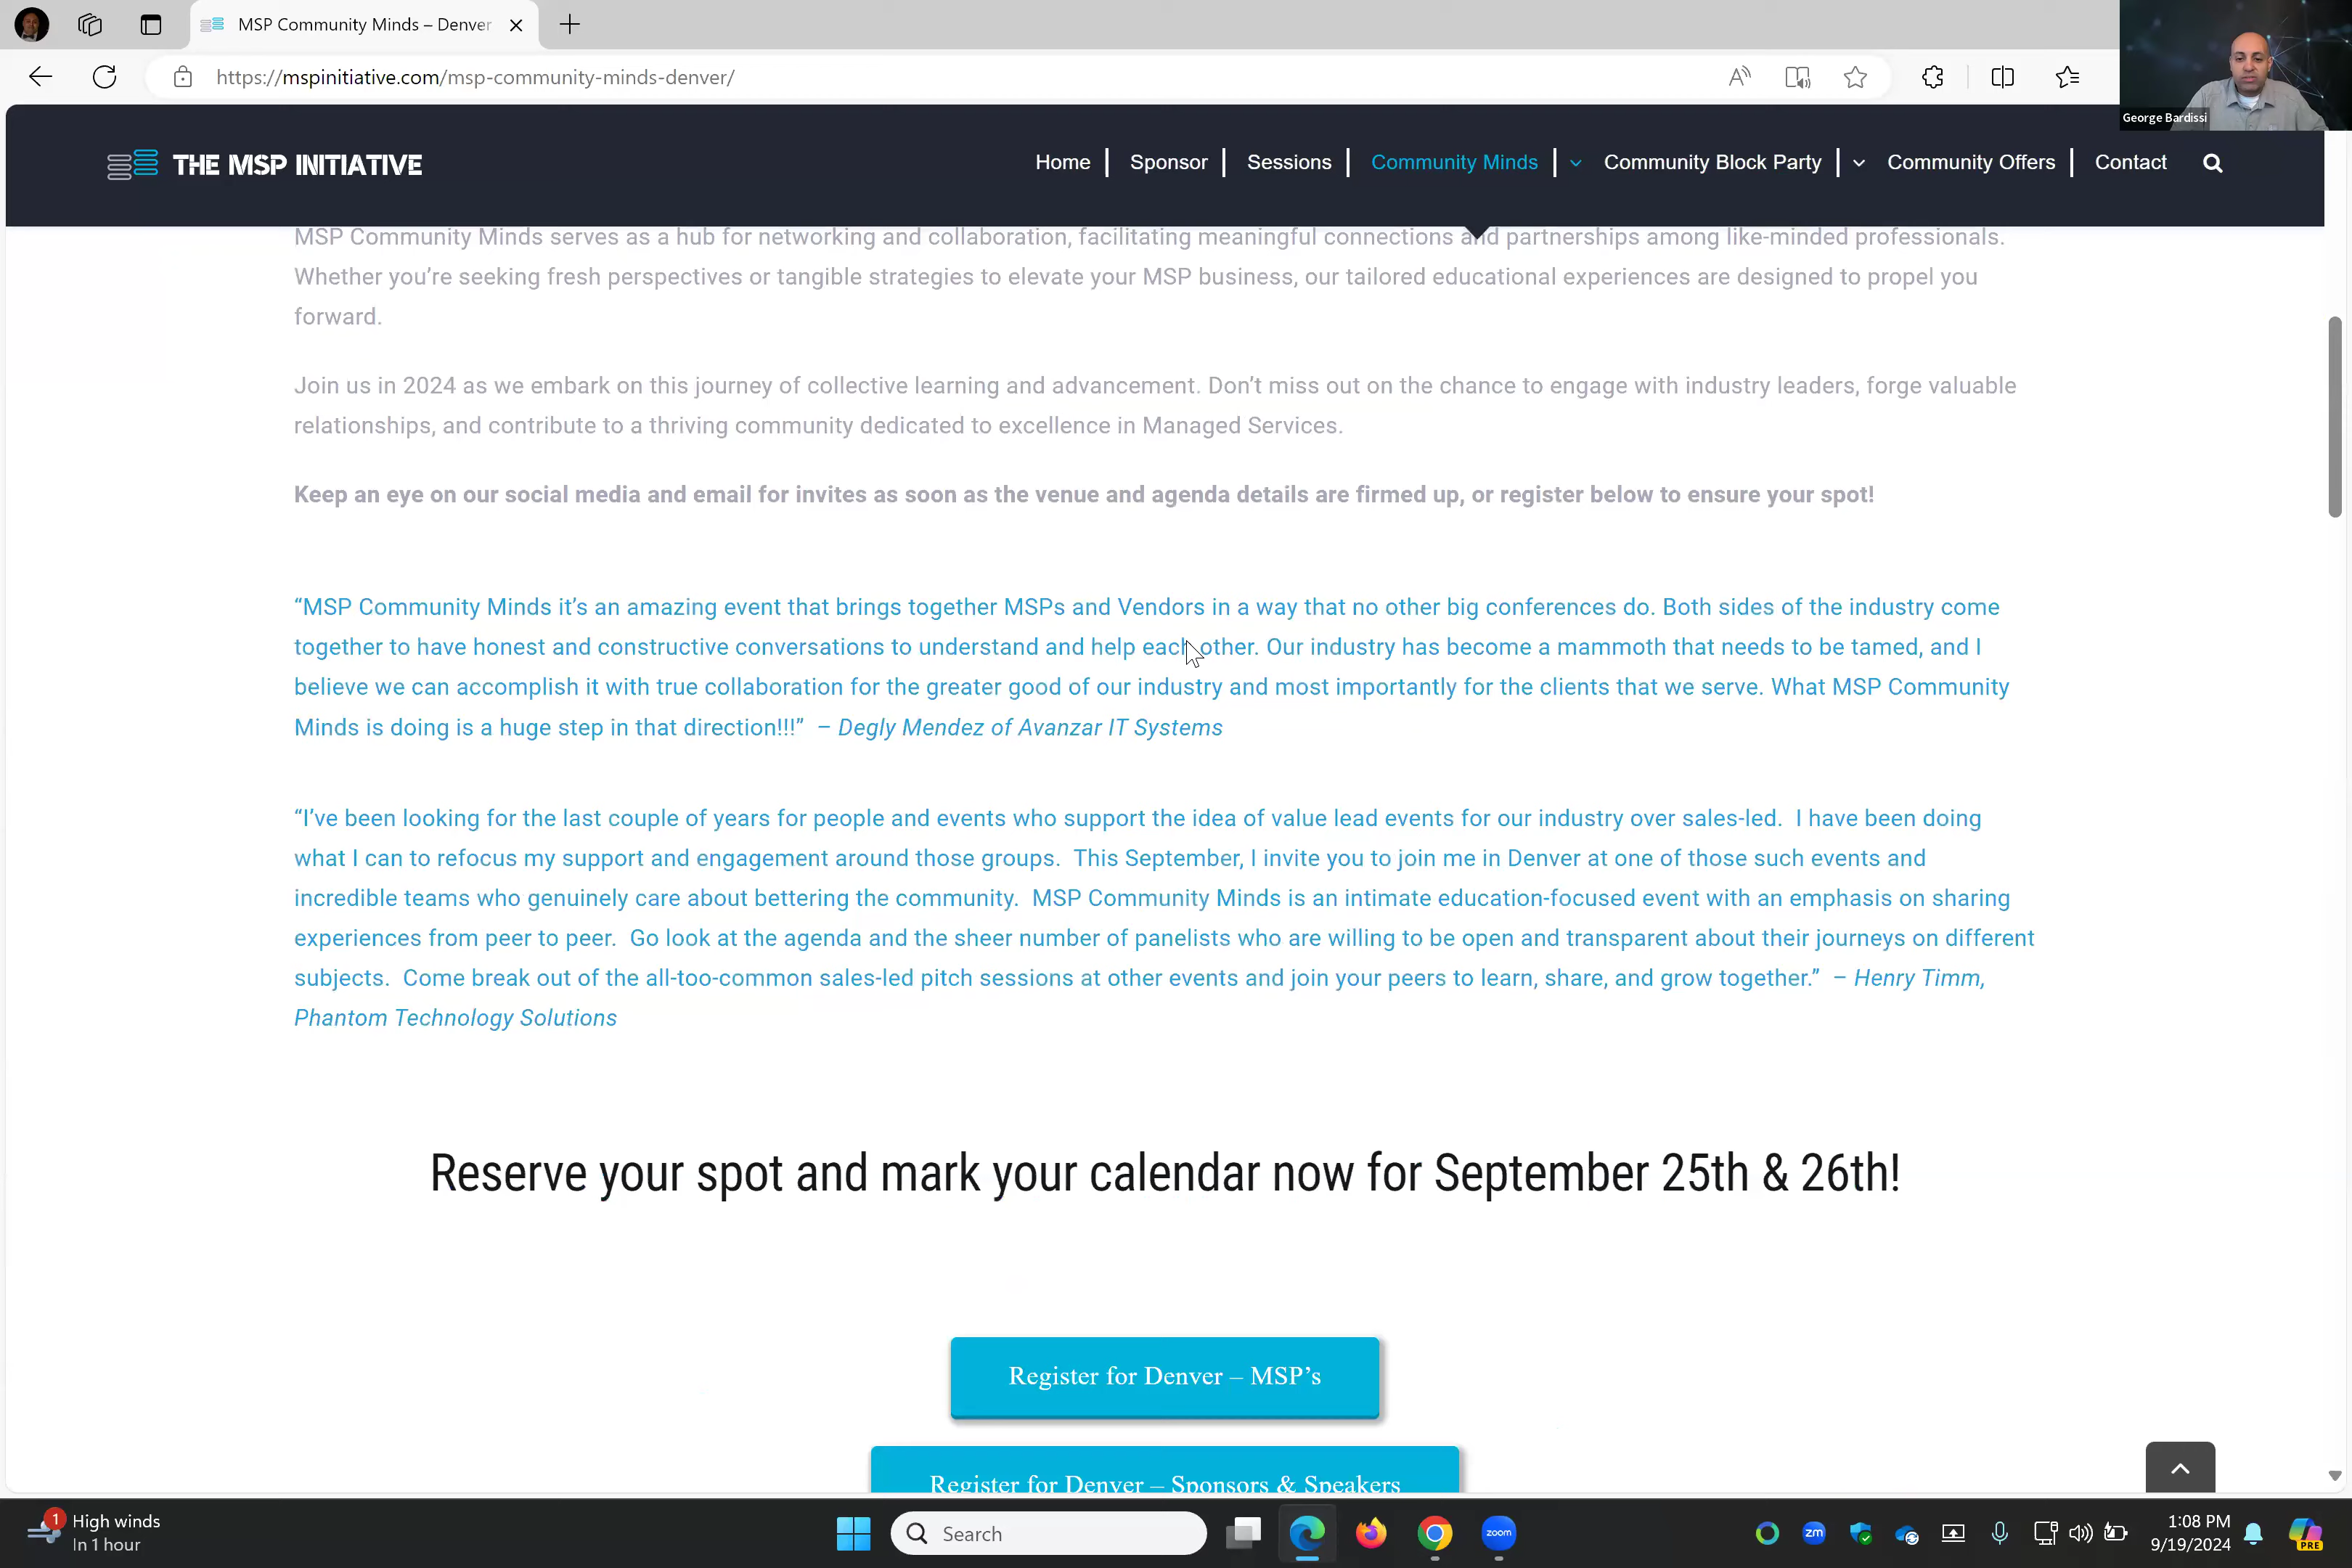 MSP Community Minds – Denver
https://mspinitiative.com/msp-community-minds-denver/
George Bardissi
THE MSP INITIATIVE
Home
Sponsor
Sessions
Community Minds
Community Block Party
Community Offers
Contact
MSP Community Minds serves as a hub for networking and collaboration, facilitating meaningful connections and partnerships among like-minded professionals.
Whether you’re seeking fresh perspectives or tangible strategies to elevate your MSP business, our tailored educational experiences are designed to propel you
forward.
Join us in 2024 as we embark on this journey of collective learning and advancement. Don’t miss out on the chance to engage with industry leaders, forge valuable
relationships, and contribute to a thriving community dedicated to excellence in Managed Services.
Keep an eye on our social media and email for invites as soon as the venue and agenda details are firmed up, or register below to ensure your spot!
“MSP Community Minds it’s an amazing event that brings together MSPs and Vendors in a way that no other big conferences do. Both sides of the industry come
together to have honest and constructive conversations to understand and help each other. Our industry has become a mammoth that needs to be tamed, and I
believe we can accomplish it with true collaboration for the greater good of our industry and most importantly for the clients that we serve. What MSP Community
Minds is doing is a huge step in that direction!!!” – Degly Mendez of Avanzar IT Systems
“I’ve been looking for the last couple of years for people and events who support the idea of value lead events for our industry over sales-led. I have been doing
what I can to refocus my support and engagement around those groups. This September, I invite you to join me in Denver at one of those such events and
incredible teams who genuinely care about bettering the community. MSP Community Minds is an intimate education-focused event with an emphasis on sharing
experiences from peer to peer. Go look at the agenda and the sheer number of panelists who are willing to be open and transparent about their journeys on different
subjects. Come break out of the all-too-common sales-led pitch sessions at other events and join your peers to learn, share, and grow together.” – Henry Timm,
Phantom Technology Solutions
Reserve your spot and mark your calendar now for September 25th & 26th!
Register for Denver – MSP’s
Register for Denver – Sponsors & Speakers
1
High winds
In 1 hour
Search
zoom
zm
1:08 PM
9/19/2024
PRE